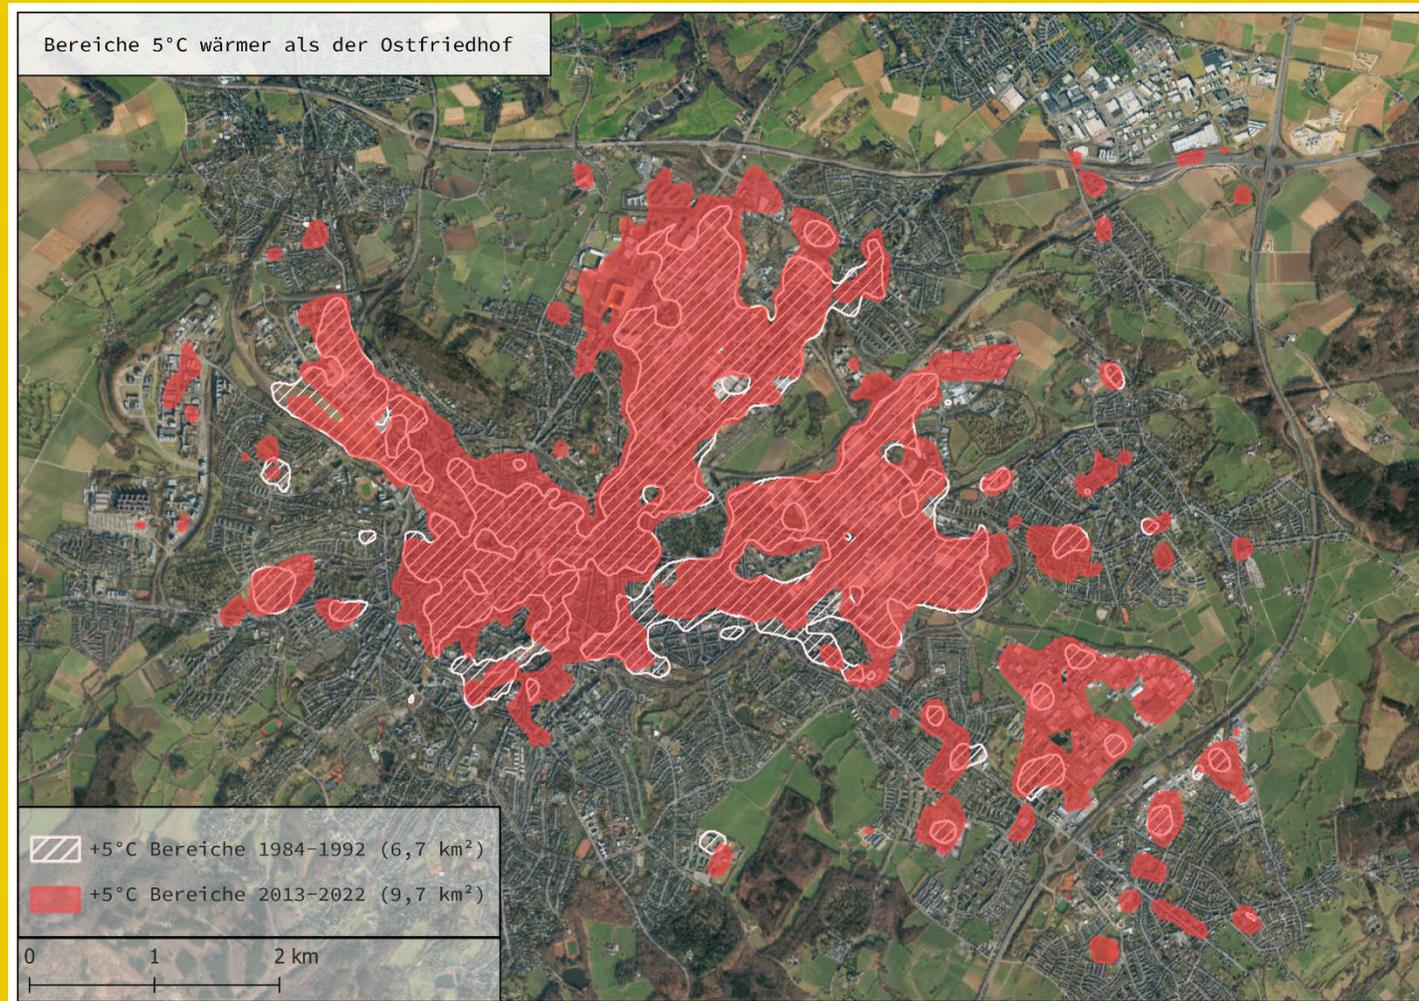 Bereiche 5°C wärmer als der Ostfriedhof
+5°C Bereiche 1984-1992 (6,7 km²)
+5°C Bereiche 2013-2022 (9,7 km²)
0 1 2 km